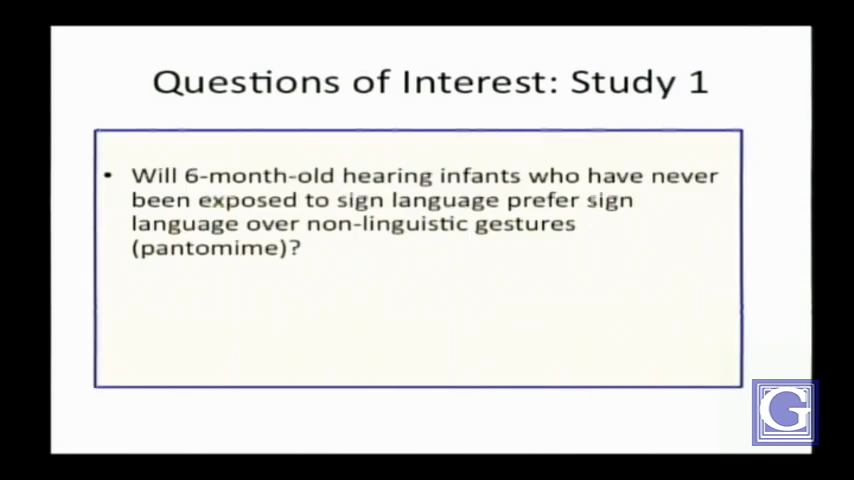 Questions of Interest: Study 1
• Will 6-month-old hearing infants who have never
been exposed to sign language prefer sign
language over non-linguistic gestures
(pantomime)?
G